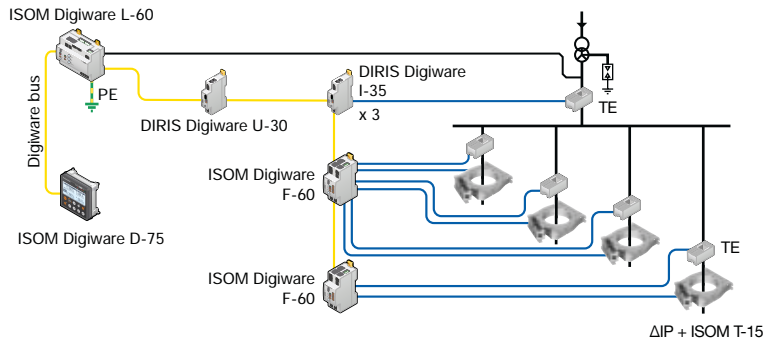 ISOM Digiware L-60
PE
Digiware bus
DIRIS Digiware U-30
DIRIS Digiware
I-35
x 3
TE
ISOM Digiware
F-60
ISOM Digiware D-75
ISOM Digiware
F-60
TE
ΔIP + ISOM T-15